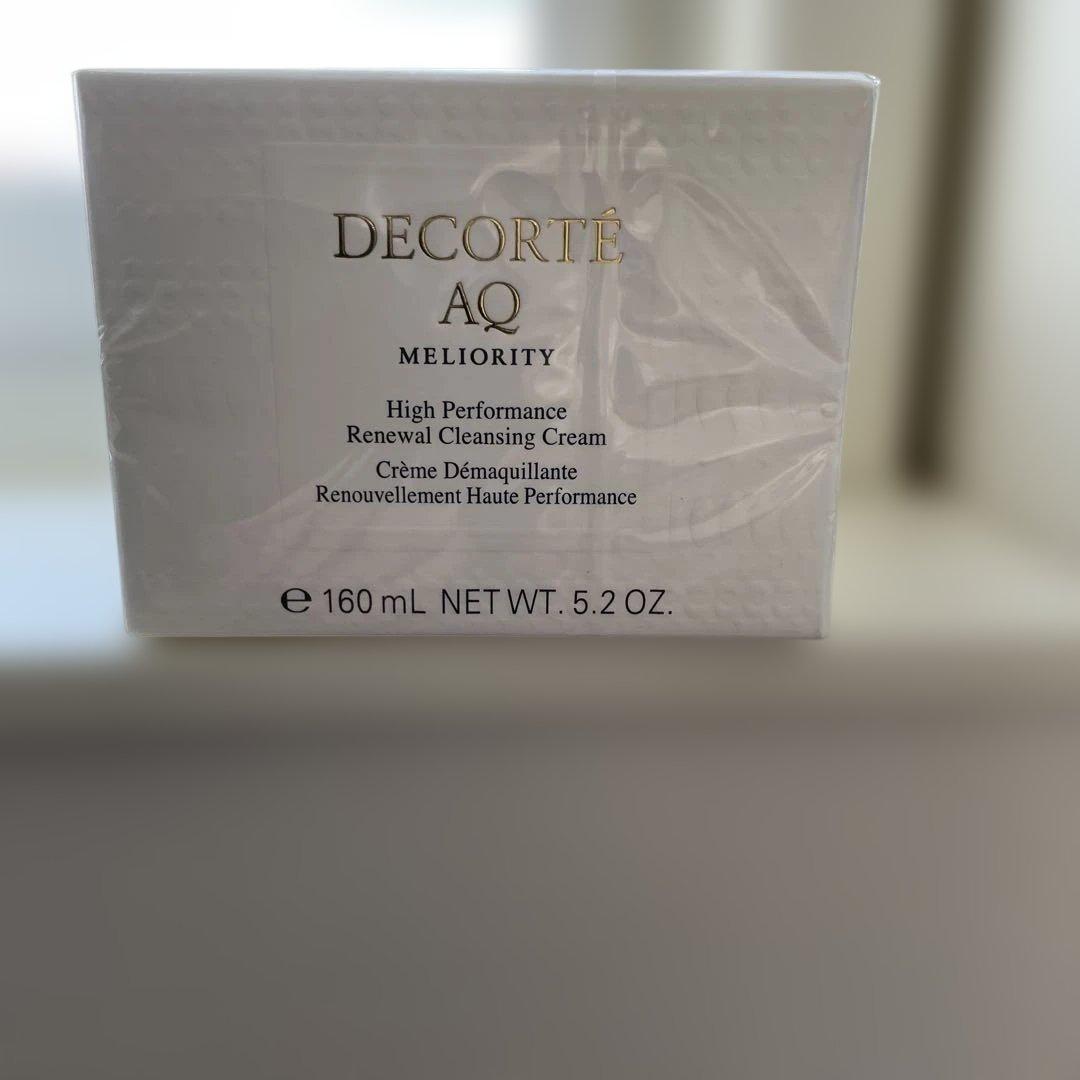 DECORTÉ
AQ
MELIORITY
High Performance
Renewal Cleansing Cream
Crème Démaquillante
Renouvellement Haute Performance
℮ 160 mL NET WT. 5.2 OZ.